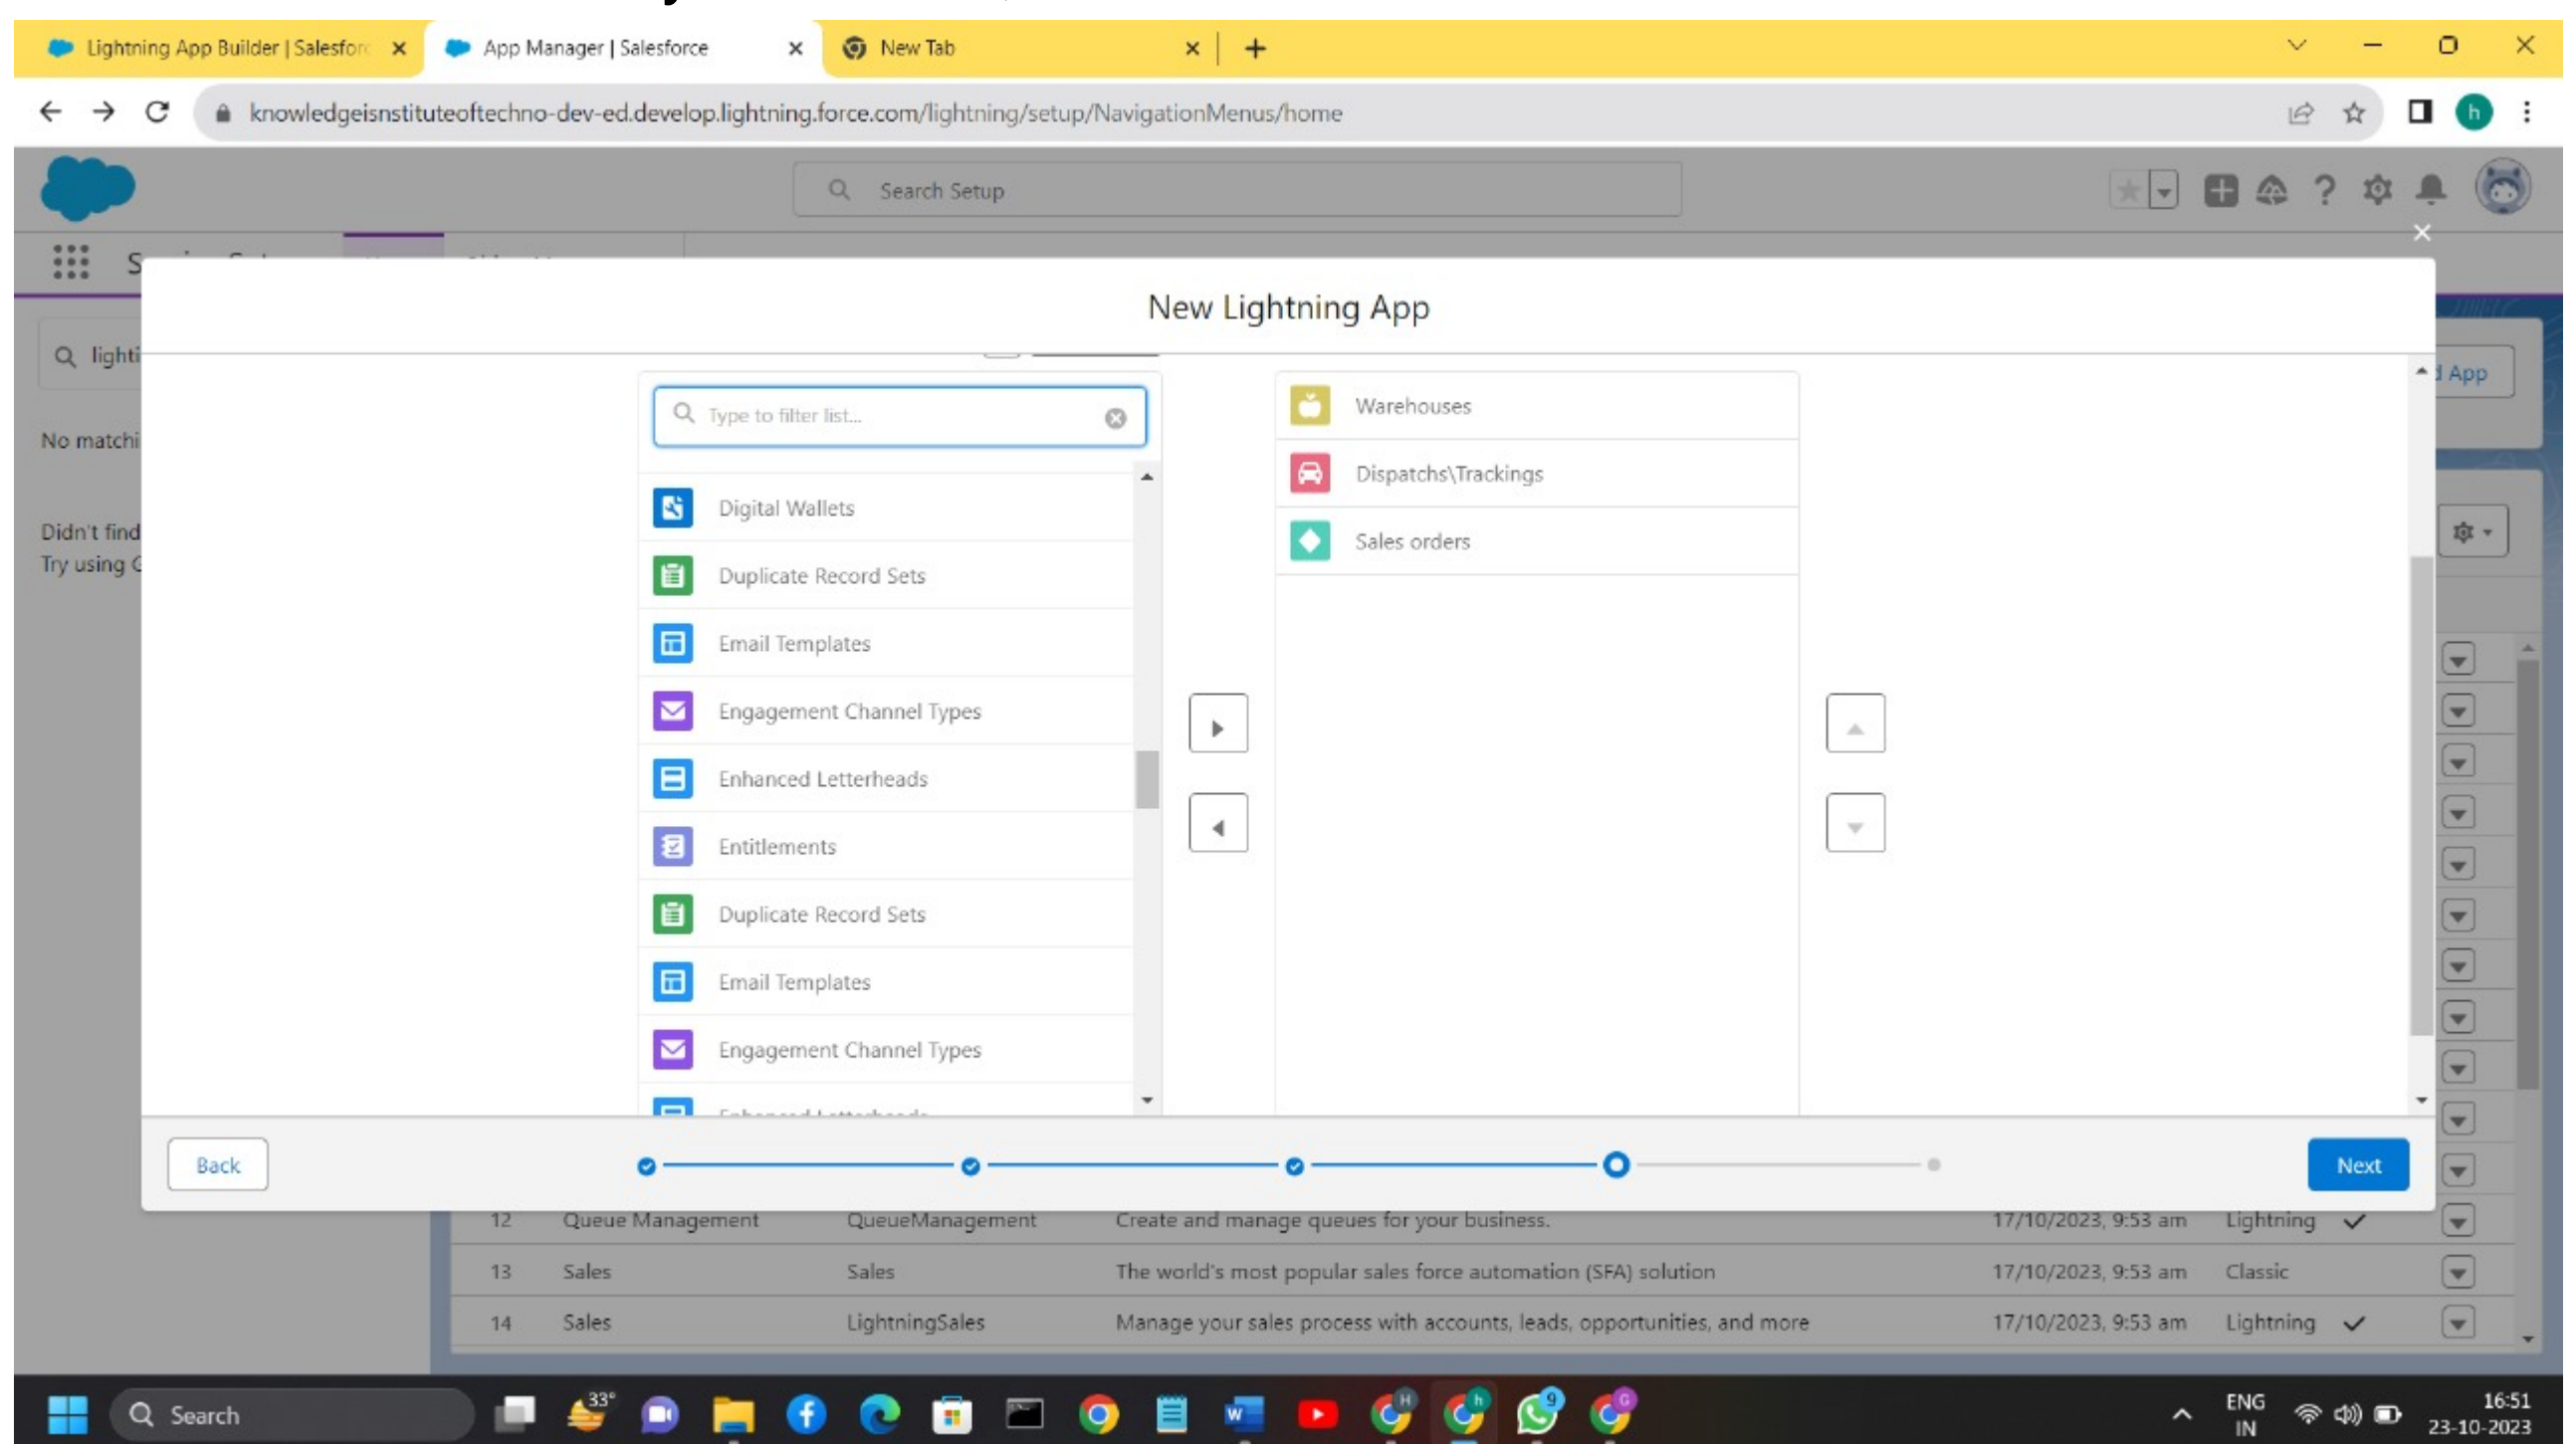 Lightning App Builder | Salesforc
App Manager | Salesforce
New Tab
knowledgeisnstituteoftechno-dev-ed.develop.lightning.force.com/lightning/setup/NavigationMenus/home
Search Setup
New Lightning App
lighti
d App
Type to filter list...
Warehouses
No matchi
Dispatchs\Trackings
Digital Wallets
Didn't find
Sales orders
Try using G
Duplicate Record Sets
Email Templates
Engagement Channel Types
Enhanced Letterheads
Entitlements
Duplicate Record Sets
Email Templates
Engagement Channel Types
Enhanced Letterheads
Back
Next
12 Queue Management QueueManagement Create and manage queues for your business. 17/10/2023, 9:53 am Lightning
13 Sales Sales The world's most popular sales force automation (SFA) solution 17/10/2023, 9:53 am Classic
14 Sales LightningSales Manage your sales process with accounts, leads, opportunities, and more 17/10/2023, 9:53 am Lightning
Search
33°
9
ENG
IN
16:51
23-10-2023